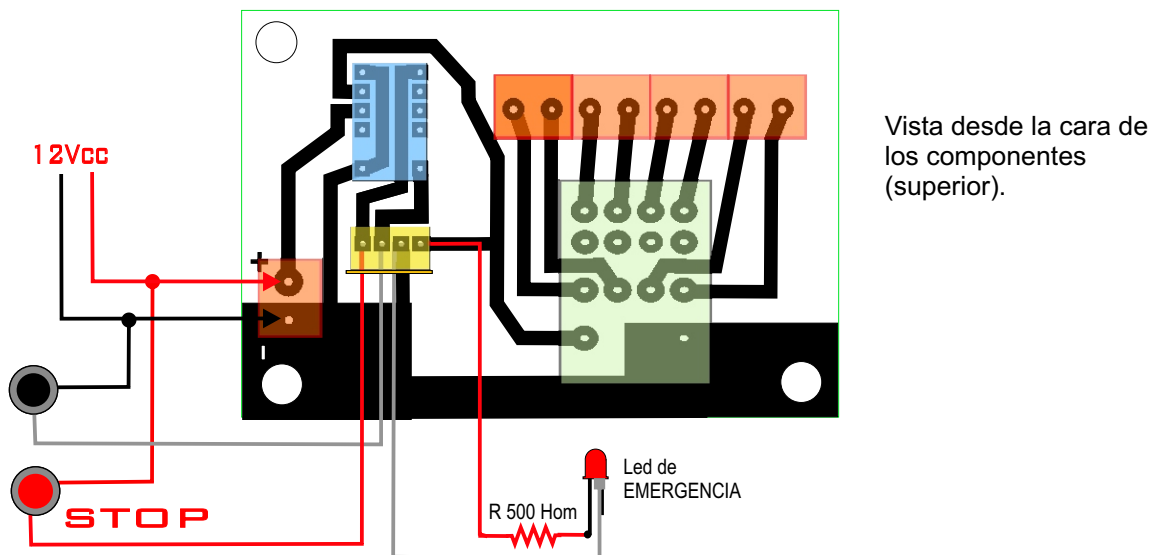 12Vcc
+
-
Vista desde la cara de
los componentes
(superior).
Led de
EMERGENCIA
R 500 Hom
STOP